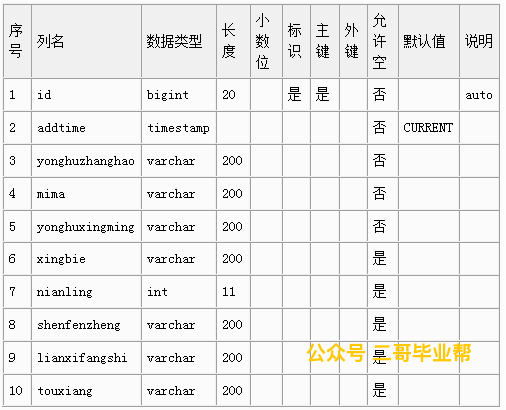 序号 列名 数据类型 长度 小数位 标识 主键 外键 允许空 默认值 说明
1 id bigint 20 是 是 否 auto
2 addtime timestamp 否 CURRENT
3 yonghuzhanghao varchar 200 否
4 mima varchar 200 否
5 yonghuxingming varchar 200 否
6 xingbie varchar 200 是
7 nianling int 11 是
8 shenfenzheng varchar 200 是
9 lianxifangshi varchar 200 是
10 touxiang varchar 200 是
公众号 二哥毕业帮